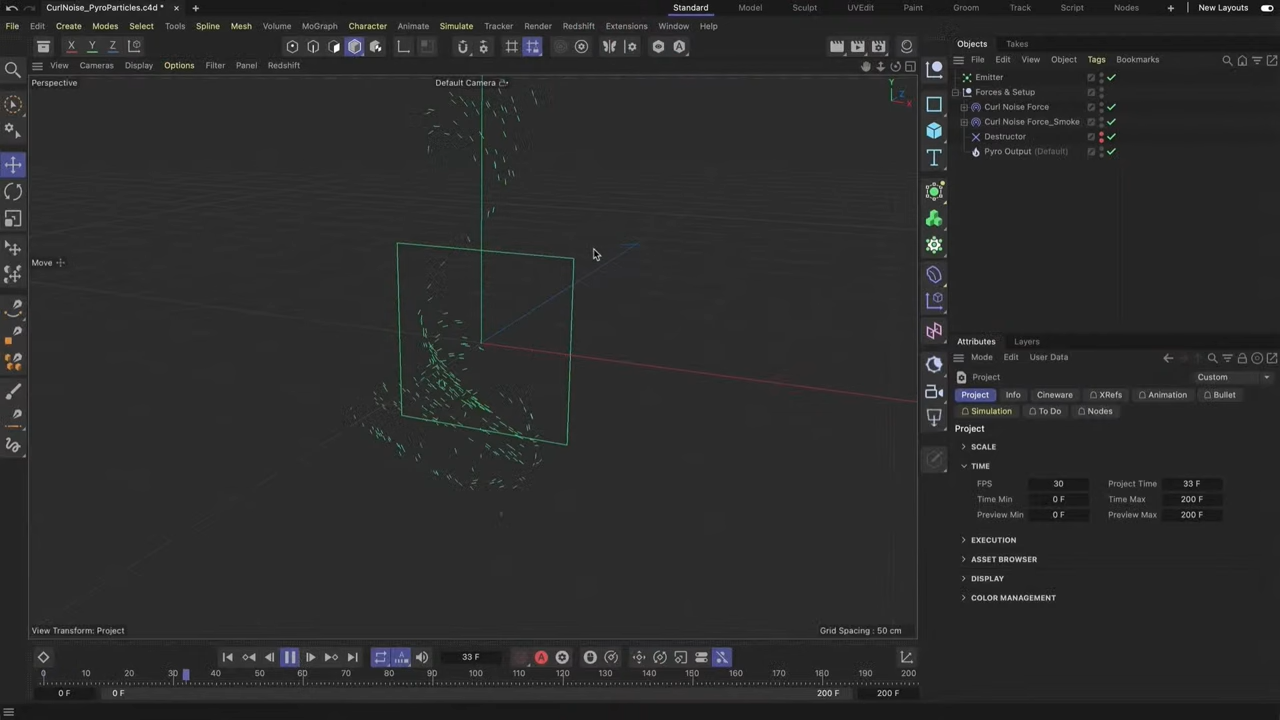 CurlNoise_PyroParticles.c4d *
Standard Model Sculpt UVEdit Paint Groom Track Script Nodes New Layouts
File Edit Create Modes Select Tools Spline Mesh Volume MoGraph Character Animate Simulate Tracker Render Redshift Extensions Window Help
X Y Z
View Cameras Display Options Filter Panel Redshift
Perspective
Default Camera
Y
Z
X
Move
View Transform: Project
Grid Spacing : 50 cm
33 F
0 10 20 30 40 50 60 70 80 90 100 110 120 130 140 150 160 170 180 190 200
0 F 0 F 200 F 200 F
Objects Takes
File Edit View Object Tags Bookmarks
Emitter
Forces & Setup
Curl Noise Force
Curl Noise Force_Smoke
Destructor
Pyro Output (Default)
Attributes Layers
Mode Edit User Data
Project Custom
Project Info Cineware XRefs Animation Bullet
Simulation To Do Nodes
Project
SCALE
TIME
FPS 30 Project Time 33 F
Time Min 0 F Time Max 200 F
Preview Min 0 F Preview Max 200 F
EXECUTION
ASSET BROWSER
DISPLAY
COLOR MANAGEMENT